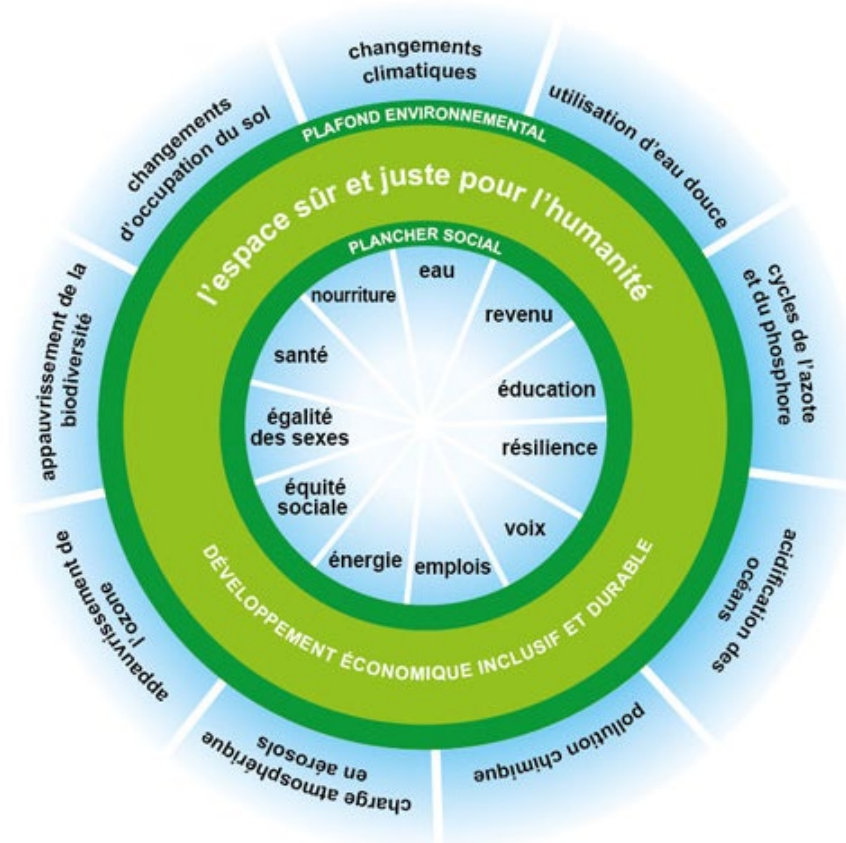 changements
climatiques
utilisation d'eau douce
cycles de l'azote
et du phosphore
acidification des
océans
pollution chimique
charge atmosphérique
en aérosols
appauvrissement de
l'ozone
appauvrissement de la
biodiversité
changements
d'occupation du sol
PLAFOND ENVIRONNEMENTAL
l'espace sûr et juste pour l'humanité
PLANCHER SOCIAL
eau
revenu
éducation
résilience
voix
emplois
énergie
équité
sociale
égalité
des sexes
santé
nourriture
DÉVELOPPEMENT ÉCONOMIQUE INCLUSIF ET DURABLE